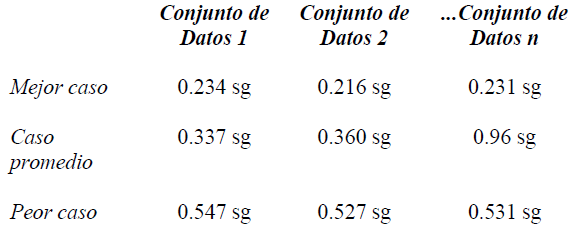 Conjunto de Conjunto de ...Conjunto de
Datos 1 Datos 2 Datos n
Mejor caso 0.234 sg 0.216 sg 0.231 sg
Caso 0.337 sg 0.360 sg 0.96 sg
promedio
Peor caso 0.547 sg 0.527 sg 0.531 sg